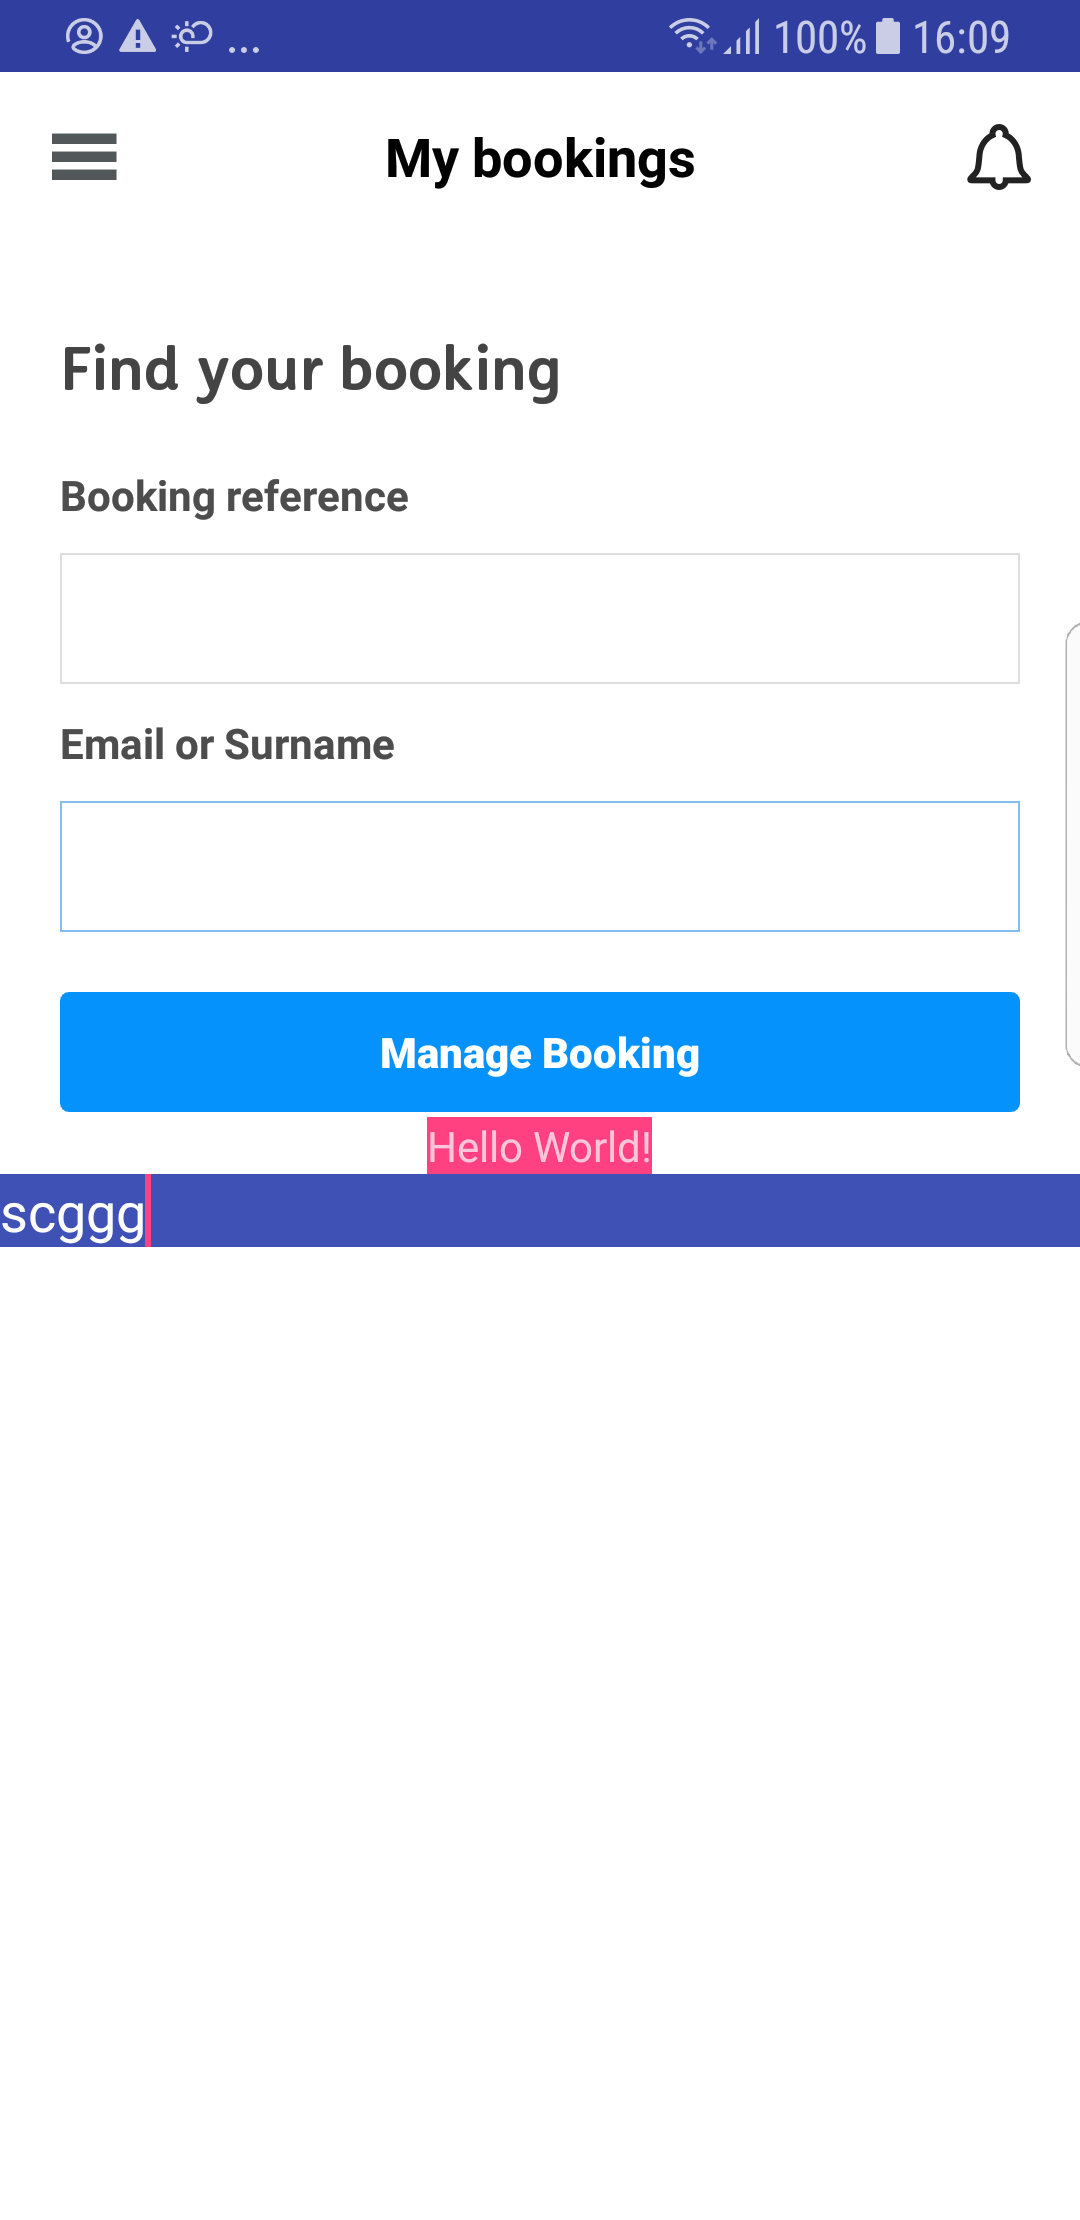 ... 100% 16:09
My bookings
Find your booking
Booking reference
Email or Surname
Manage Booking
Hello World!
scggg